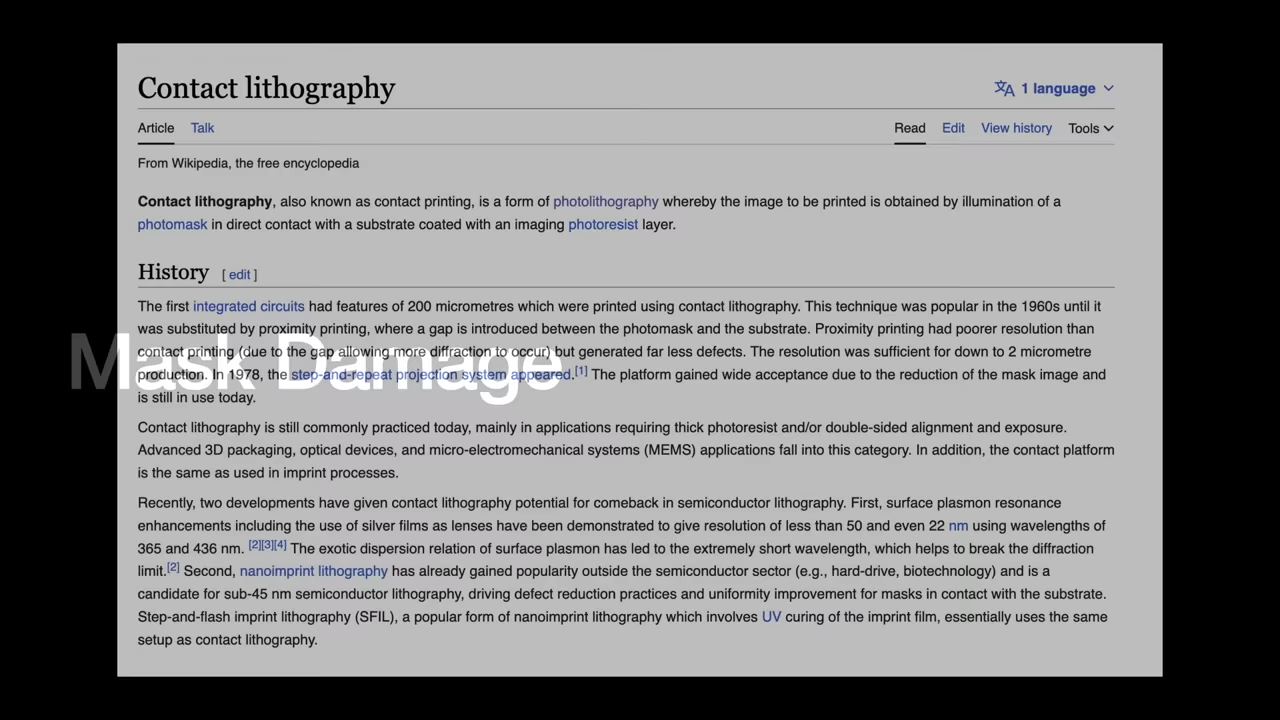 Contact lithography
1 language
Article Talk
Read Edit View history Tools
From Wikipedia, the free encyclopedia
Contact lithography, also known as contact printing, is a form of photolithography whereby the image to be printed is obtained by illumination of a
photomask in direct contact with a substrate coated with an imaging photoresist layer.
History [ edit ]
The first integrated circuits had features of 200 micrometres which were printed using contact lithography. This technique was popular in the 1960s until it
was substituted by proximity printing, where a gap is introduced between the photomask and the substrate. Proximity printing had poorer resolution than
contact printing (due to the gap allowing more diffraction to occur) but generated far less defects. The resolution was sufficient for down to 2 micrometre
production. In 1978, the step-and-repeat projection system appeared.[1] The platform gained wide acceptance due to the reduction of the mask image and
is still in use today.
Mask Damage
Contact lithography is still commonly practiced today, mainly in applications requiring thick photoresist and/or double-sided alignment and exposure.
Advanced 3D packaging, optical devices, and micro-electromechanical systems (MEMS) applications fall into this category. In addition, the contact platform
is the same as used in imprint processes.
Recently, two developments have given contact lithography potential for comeback in semiconductor lithography. First, surface plasmon resonance
enhancements including the use of silver films as lenses have been demonstrated to give resolution of less than 50 and even 22 nm using wavelengths of
365 and 436 nm. [2][3][4] The exotic dispersion relation of surface plasmon has led to the extremely short wavelength, which helps to break the diffraction
limit.[2] Second, nanoimprint lithography has already gained popularity outside the semiconductor sector (e.g., hard-drive, biotechnology) and is a
candidate for sub-45 nm semiconductor lithography, driving defect reduction practices and uniformity improvement for masks in contact with the substrate.
Step-and-flash imprint lithography (SFIL), a popular form of nanoimprint lithography which involves UV curing of the imprint film, essentially uses the same
setup as contact lithography.